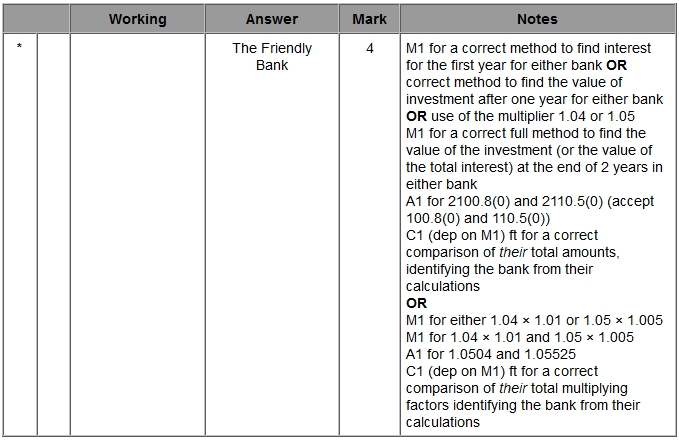 Working Answer Mark Notes
* The Friendly 4 M1 for a correct method to find interest
Bank for the first year for either bank OR
correct method to find the value of
investment after one year for either bank
OR use of the multiplier 1.04 or 1.05
M1 for a correct full method to find the
value of the investment (or the value of
the total interest) at the end of 2 years in
either bank
A1 for 2100.8(0) and 2110.5(0) (accept
100.8(0) and 110.5(0))
C1 (dep on M1) ft for a correct
comparison of their total amounts,
identifying the bank from their
calculations
OR
M1 for either 1.04 × 1.01 or 1.05 × 1.005
M1 for 1.04 × 1.01 and 1.05 × 1.005
A1 for 1.0504 and 1.05525
C1 (dep on M1) ft for a correct
comparison of their total multiplying
factors identifying the bank from their
calculations